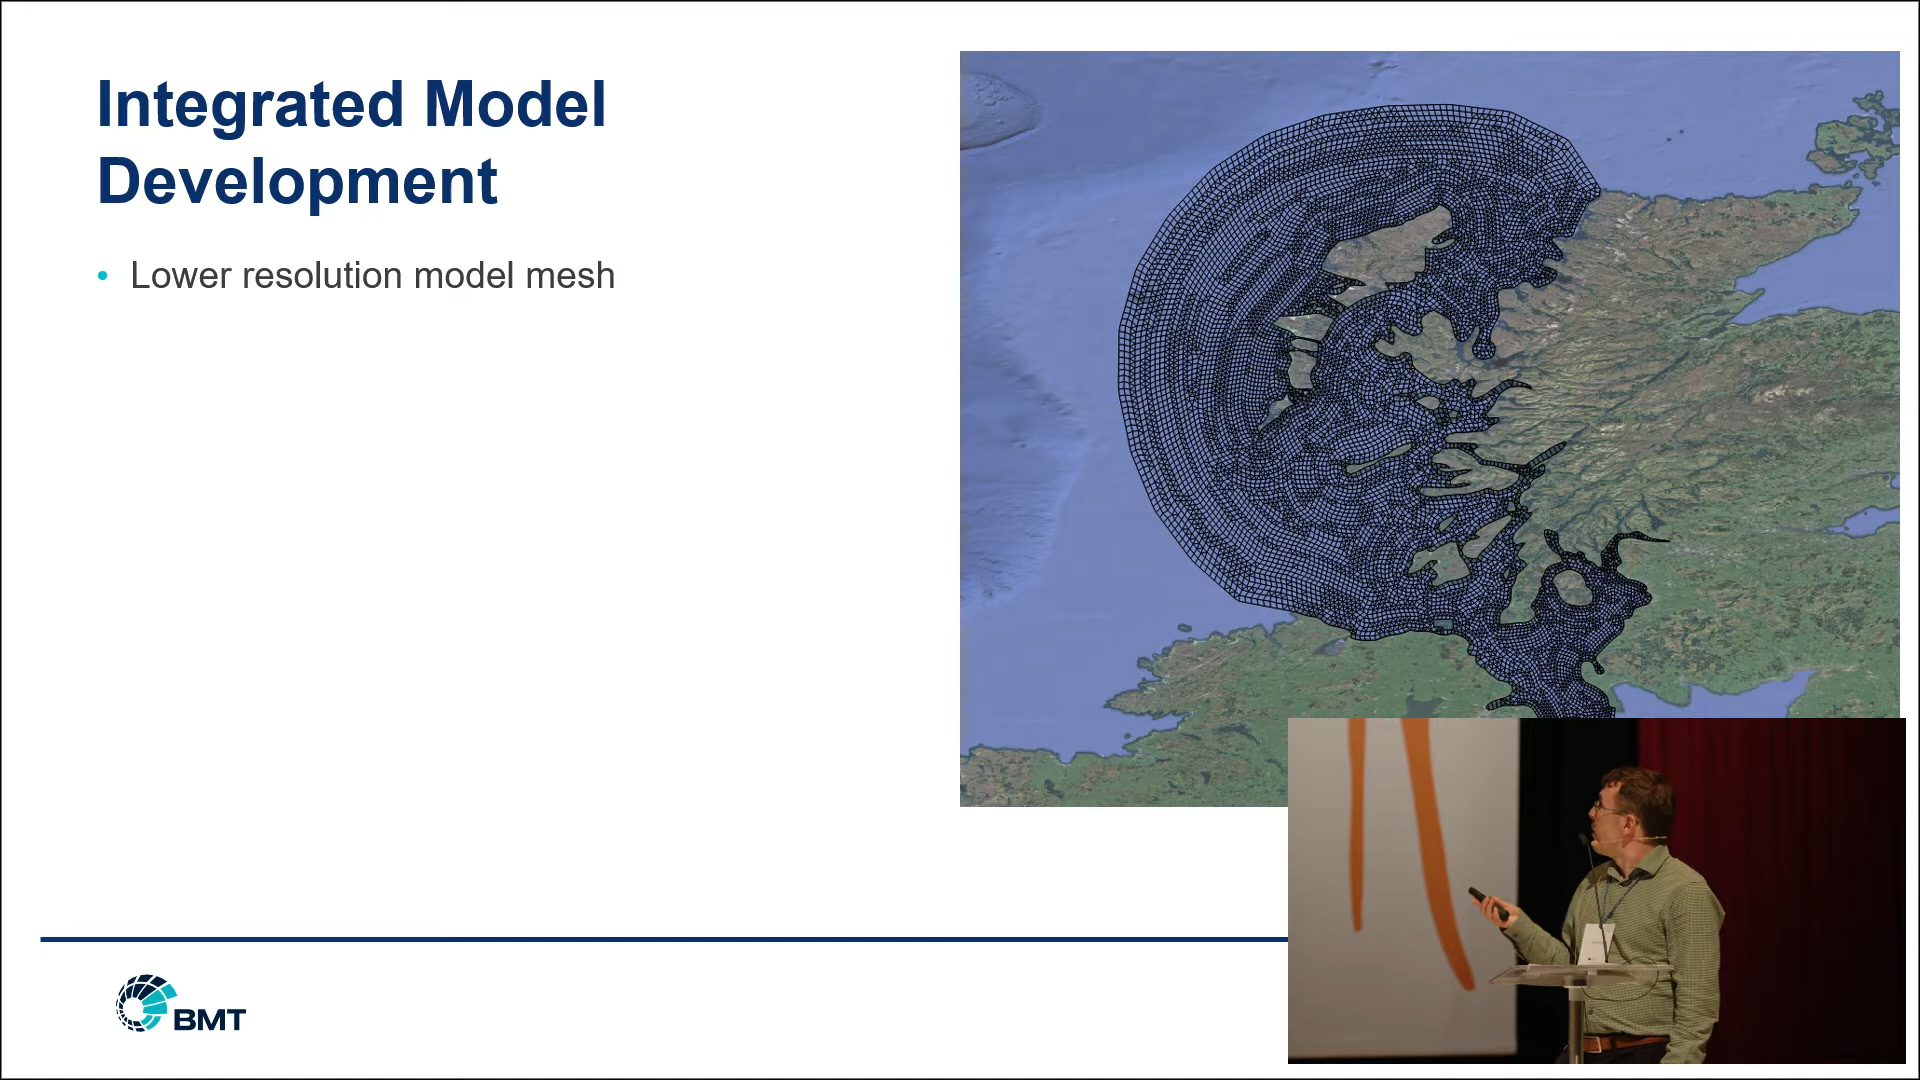 Integrated Model
Development
• Lower resolution model mesh
BMT